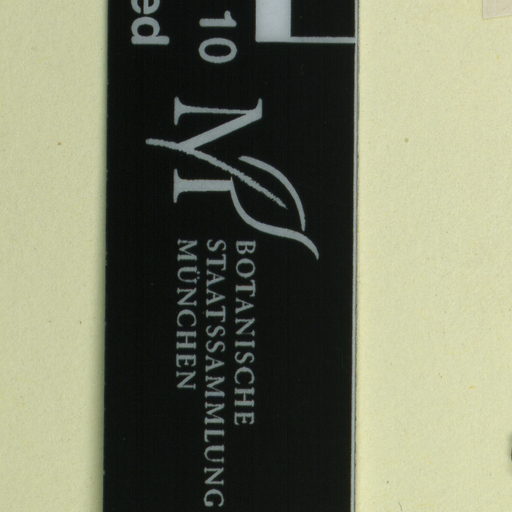 10
ed
BOTANISCHE
STAATSSAMMLUNG
MÜNCHEN